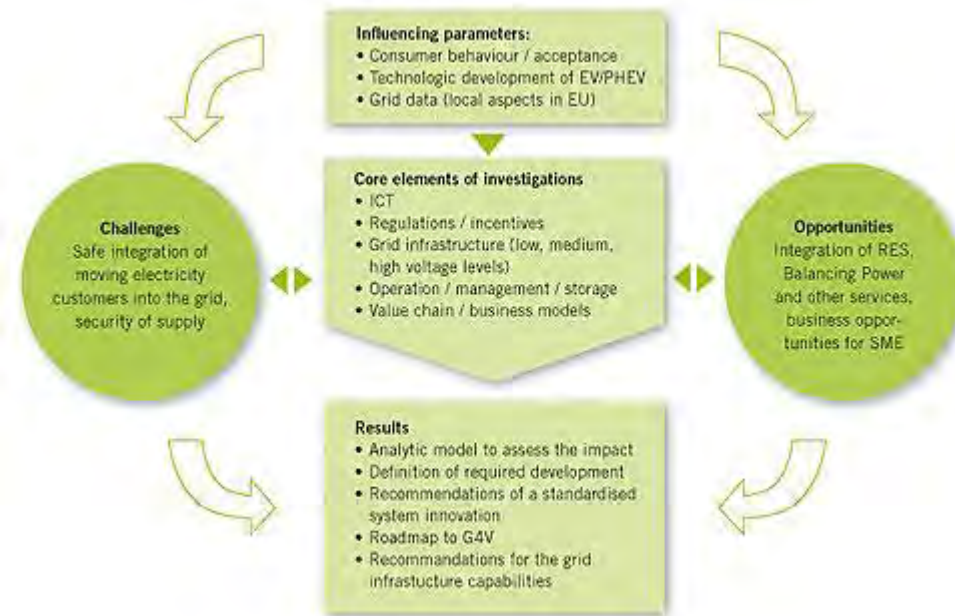 Influencing parameters:
• Consumer behaviour / acceptance
• Technologic development of EV/PHEV
• Grid data (local aspects in EU)
Core elements of investigations
• ICT
• Regulations / incentives
• Grid infrastructure (low, medium,
high voltage levels)
• Operation / management / storage
• Value chain / business models
Challenges
Safe integration of
moving electricity
customers into the grid,
security of supply
Opportunities
Integration of RES,
Balancing Power
and other services,
business oppor-
tunities for SME
Results
• Analytic model to assess the impact
• Definition of required development
• Recommendations of a standardised
system innovation
• Roadmap to G4V
• Recommandations for the grid
infrastucture capabilities